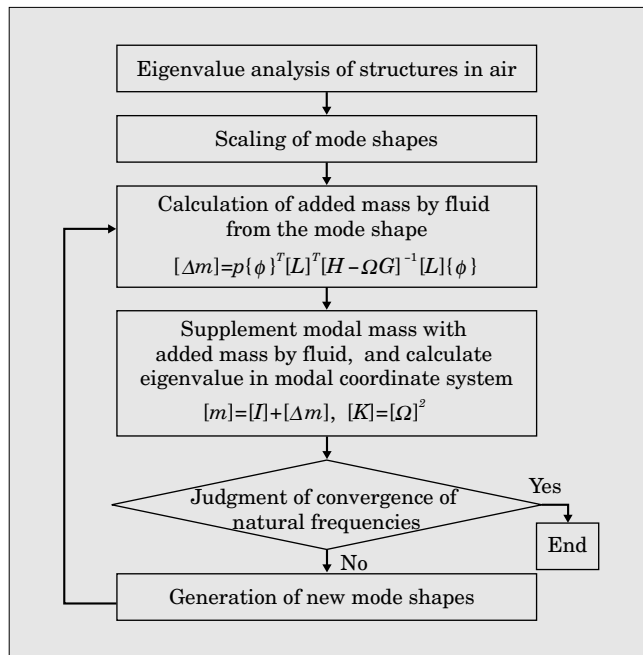 Eigenvalue analysis of structures in air
Scaling of mode shapes
Calculation of added mass by fluid
from the mode shape
[Δm]=p{ϕ}ᵀ[L]ᵀ[H−ΩG]⁻¹[L]{ϕ}
Supplement modal mass with
added mass by fluid, and calculate
eigenvalue in modal coordinate system
[m]=[I]+[Δm], [K]=[Ω]²
Judgment of convergence of
natural frequencies
Yes
End
No
Generation of new mode shapes